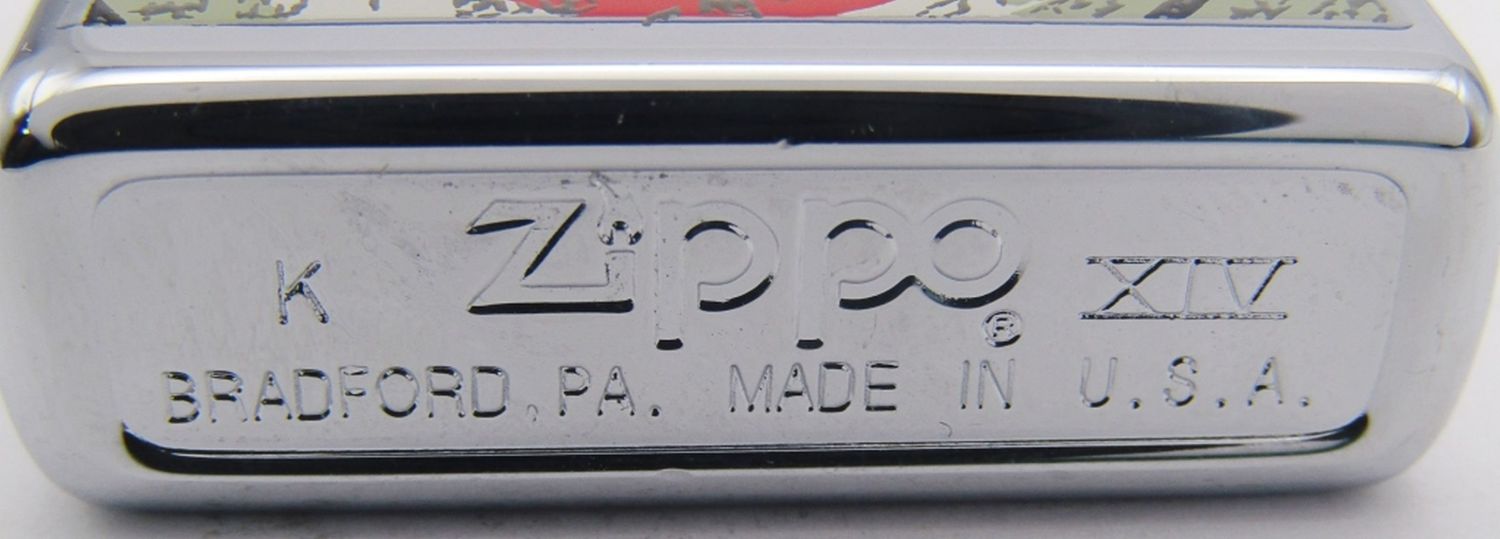 K Zippo® XIV
BRADFORD, PA. MADE IN U.S.A.